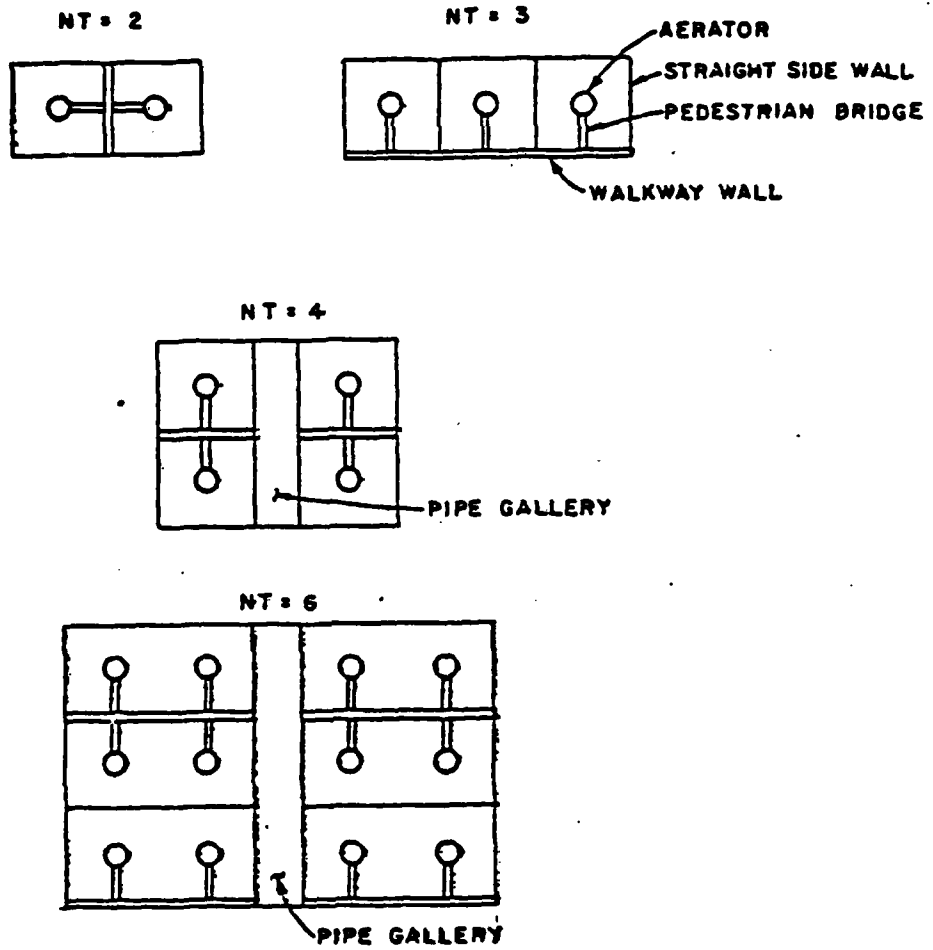 NT = 2
NT = 3
AERATOR
STRAIGHT SIDE WALL
PEDESTRIAN BRIDGE
WALKWAY WALL
NT = 4
PIPE GALLERY
NT = 6
PIPE GALLERY